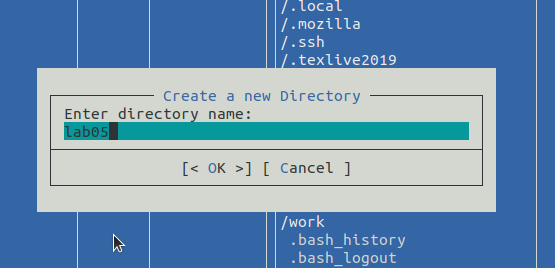 /.local
/.mozilla
/.ssh
/.texlive2019
Create a new Directory
Enter directory name:
lab05
[< OK >] [ Cancel ]
/work
.bash_history
.bash_logout